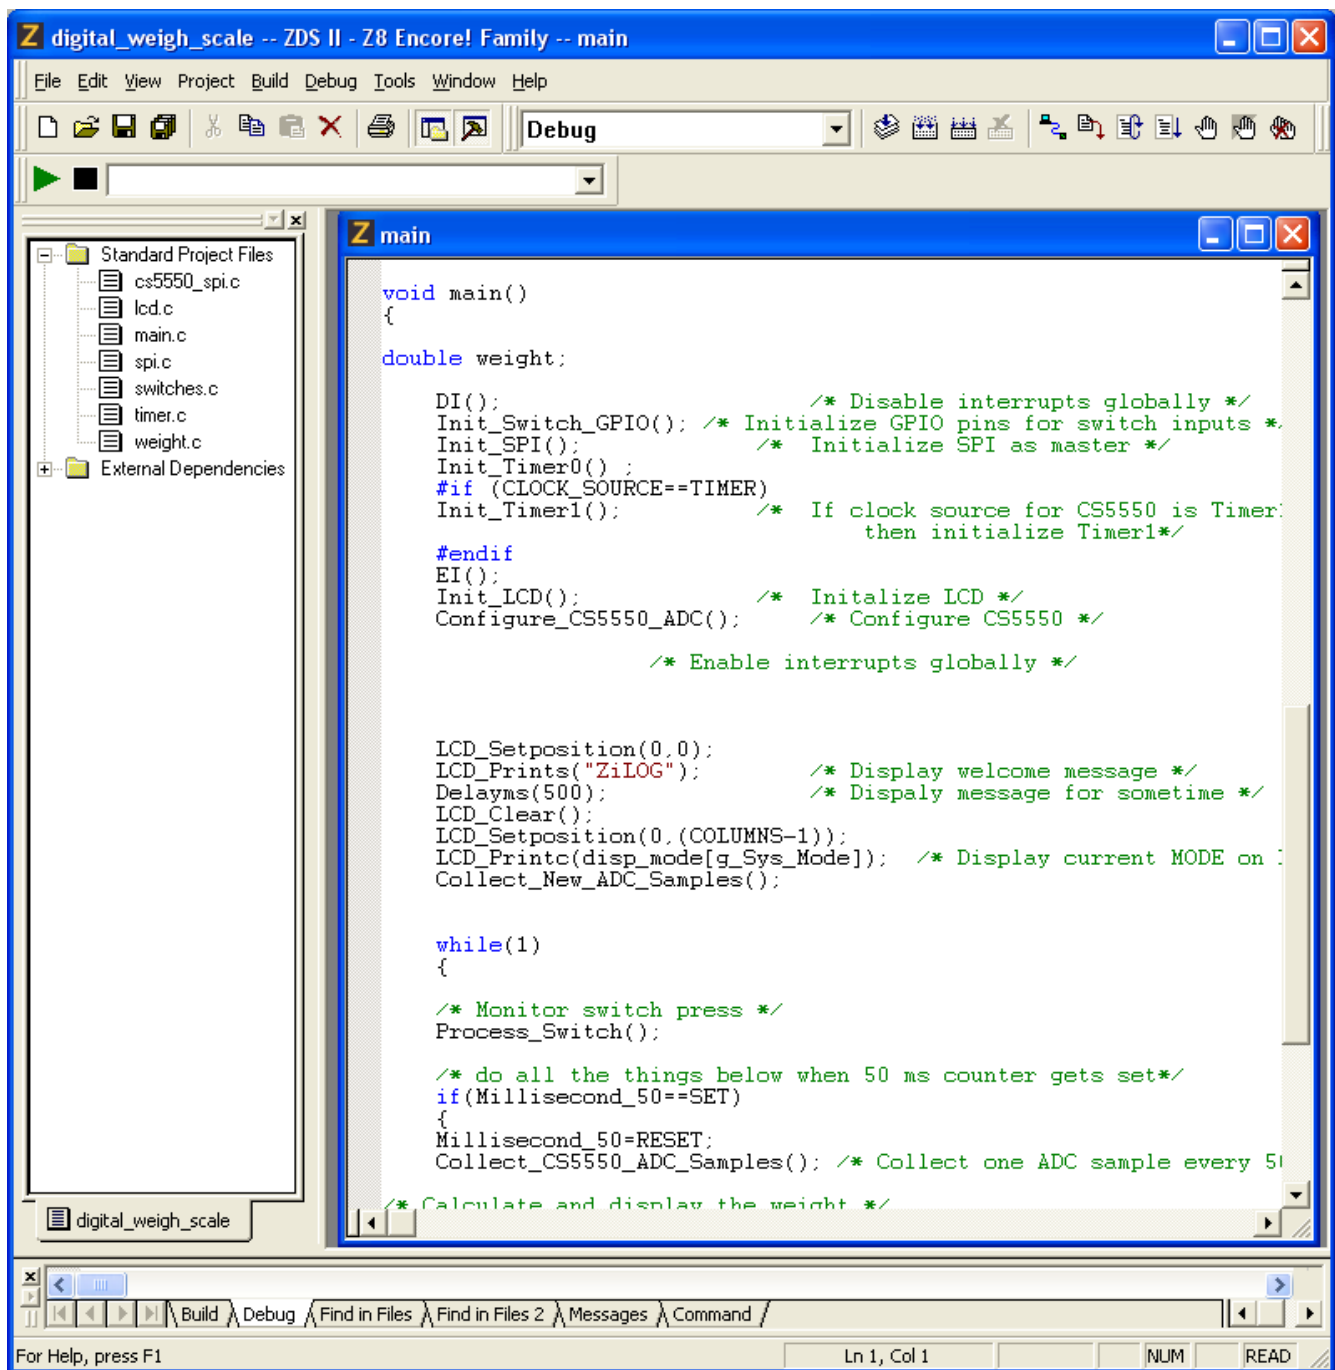 digital_weigh_scale -- ZDS II - Z8 Encore! Family -- main
File Edit View Project Build Debug Tools Window Help
Debug
Standard Project Files
cs5550_spi.c
lcd.c
main.c
spi.c
switches.c
timer.c
weight.c
External Dependencies
digital_weigh_scale
main
void main()
{
double weight;
DI(); /* Disable interrupts globally */
Init_Switch_GPIO(); /* Initialize GPIO pins for switch inputs *
Init_SPI(); /* Initialize SPI as master */
Init_Timer0() ;
#if (CLOCK_SOURCE==TIMER)
Init_Timer1(); /* If clock source for CS5550 is Timer
then initialize Timer1*/
#endif
EI();
Init_LCD(); /* Initalize LCD */
Configure_CS5550_ADC(); /* Configure CS5550 */
/* Enable interrupts globally */
LCD_Setposition(0,0);
LCD_Prints("ZiLOG"); /* Display welcome message */
Delayms(500); /* Dispaly message for sometime */
LCD_Clear();
LCD_Setposition(0,(COLUMNS-1));
LCD_Printc(disp_mode[g_Sys_Mode]); /* Display current MODE on
Collect_New_ADC_Samples();
while(1)
{
/* Monitor switch press */
Process_Switch();
/* do all the things below when 50 ms counter gets set*/
if(Millisecond_50==SET)
{
Millisecond_50=RESET;
Collect_CS5550_ADC_Samples(); /* Collect one ADC sample every 5
/* Calculate and display the weight */
Build Debug Find in Files Find in Files 2 Messages Command
For Help, press F1 Ln 1, Col 1 NUM READ